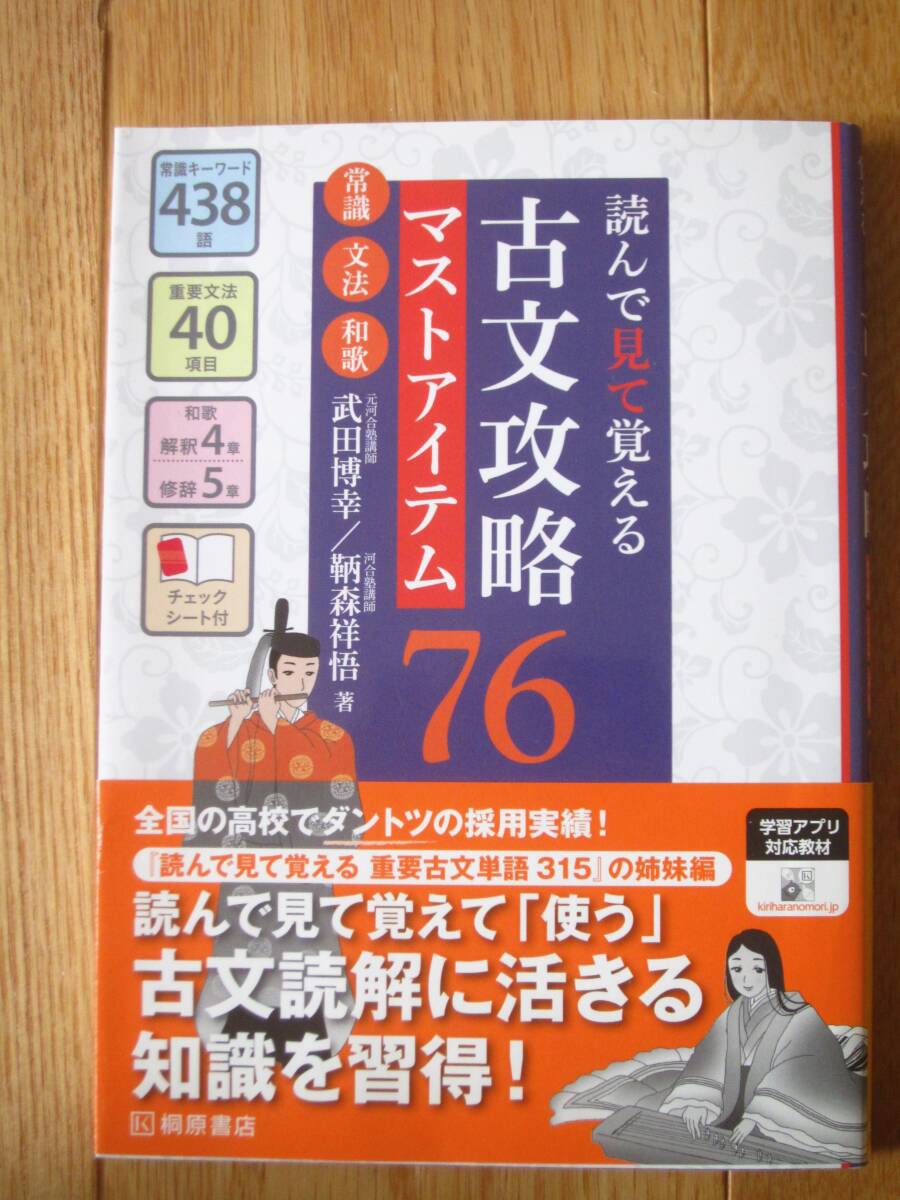 読んで見て覚える
古文攻略
マストアイテム
76
常識
文法
和歌
元河合塾講師
武田博幸/
河合塾講師
鞆森祥悟 著
常識キーワード
438
語
重要文法
40
項目
和歌
解釈4章
修辞5章
チェック
シート付
全国の高校でダントツの採用実績!
『読んで見て覚える 重要古文単語315』の姉妹編
読んで見て覚えて「使う」
古文読解に活きる
知識を習得!
桐原書店
学習アプリ
対応教材
kiriharanomori.jp